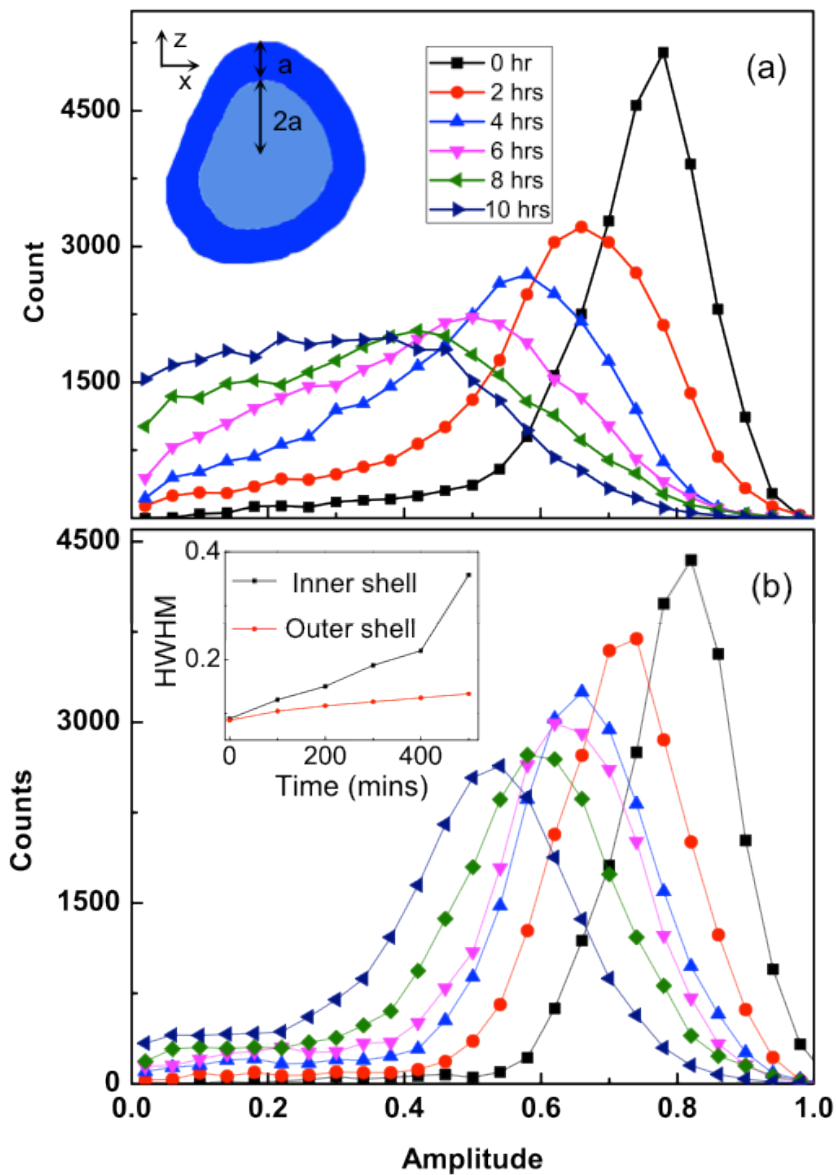 z
x
a
2a
0 hr
2 hrs
4 hrs
6 hrs
8 hrs
10 hrs
(a)
4500
3000
1500
Count
(b)
4500
3000
1500
0
Counts
0.4
0.2
HWHM
Inner shell
Outer shell
0 200 400
Time (mins)
0.0 0.2 0.4 0.6 0.8 1.0
Amplitude